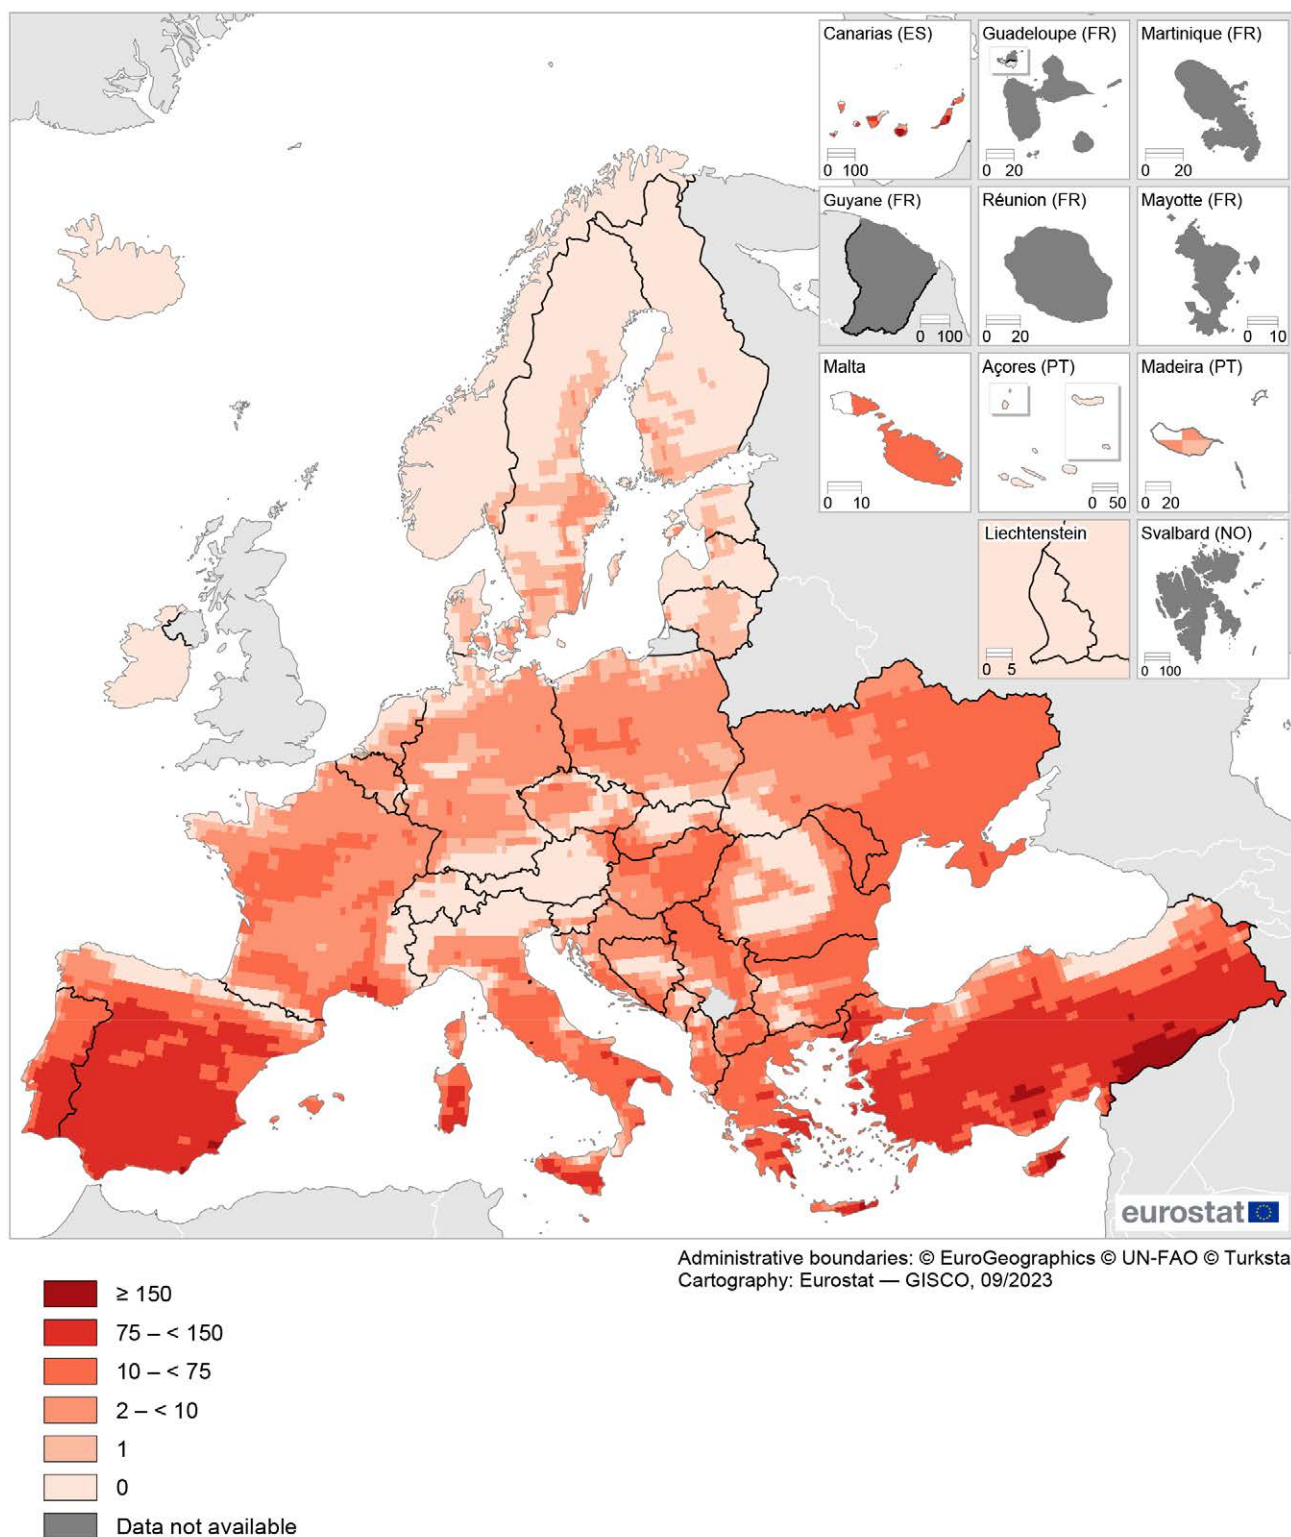 Canarias (ES)
0 100
Guadeloupe (FR)
0 20
Martinique (FR)
0 20
Guyane (FR)
0 100
Réunion (FR)
0 20
Mayotte (FR)
0 10
Malta
0 10
Açores (PT)
0 50
Madeira (PT)
0 20
Liechtenstein
0 5
Svalbard (NO)
0 100
eurostat
Administrative boundaries: © EuroGeographics © UN-FAO © Turksta
Cartography: Eurostat — GISCO, 09/2023
≥ 150
75 – < 150
10 – < 75
2 – < 10
1
0
Data not available